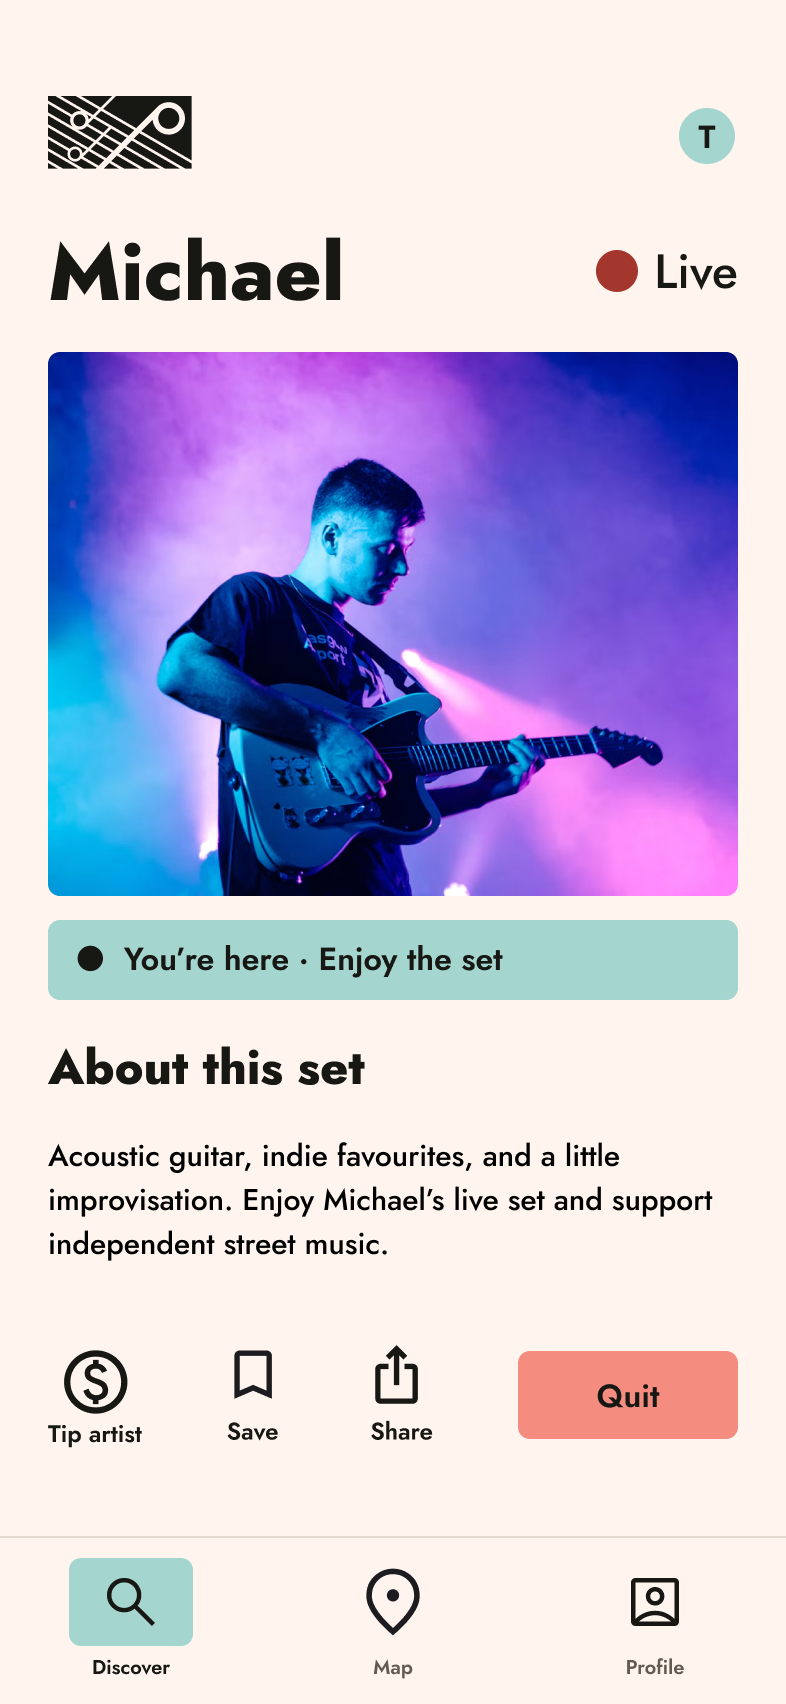 T
Michael
Live
You're here · Enjoy the set
About this set
Acoustic guitar, indie favourites, and a little
improvisation. Enjoy Michael's live set and support
independent street music.
Tip artist
Save
Share
Quit
Discover
Map
Profile